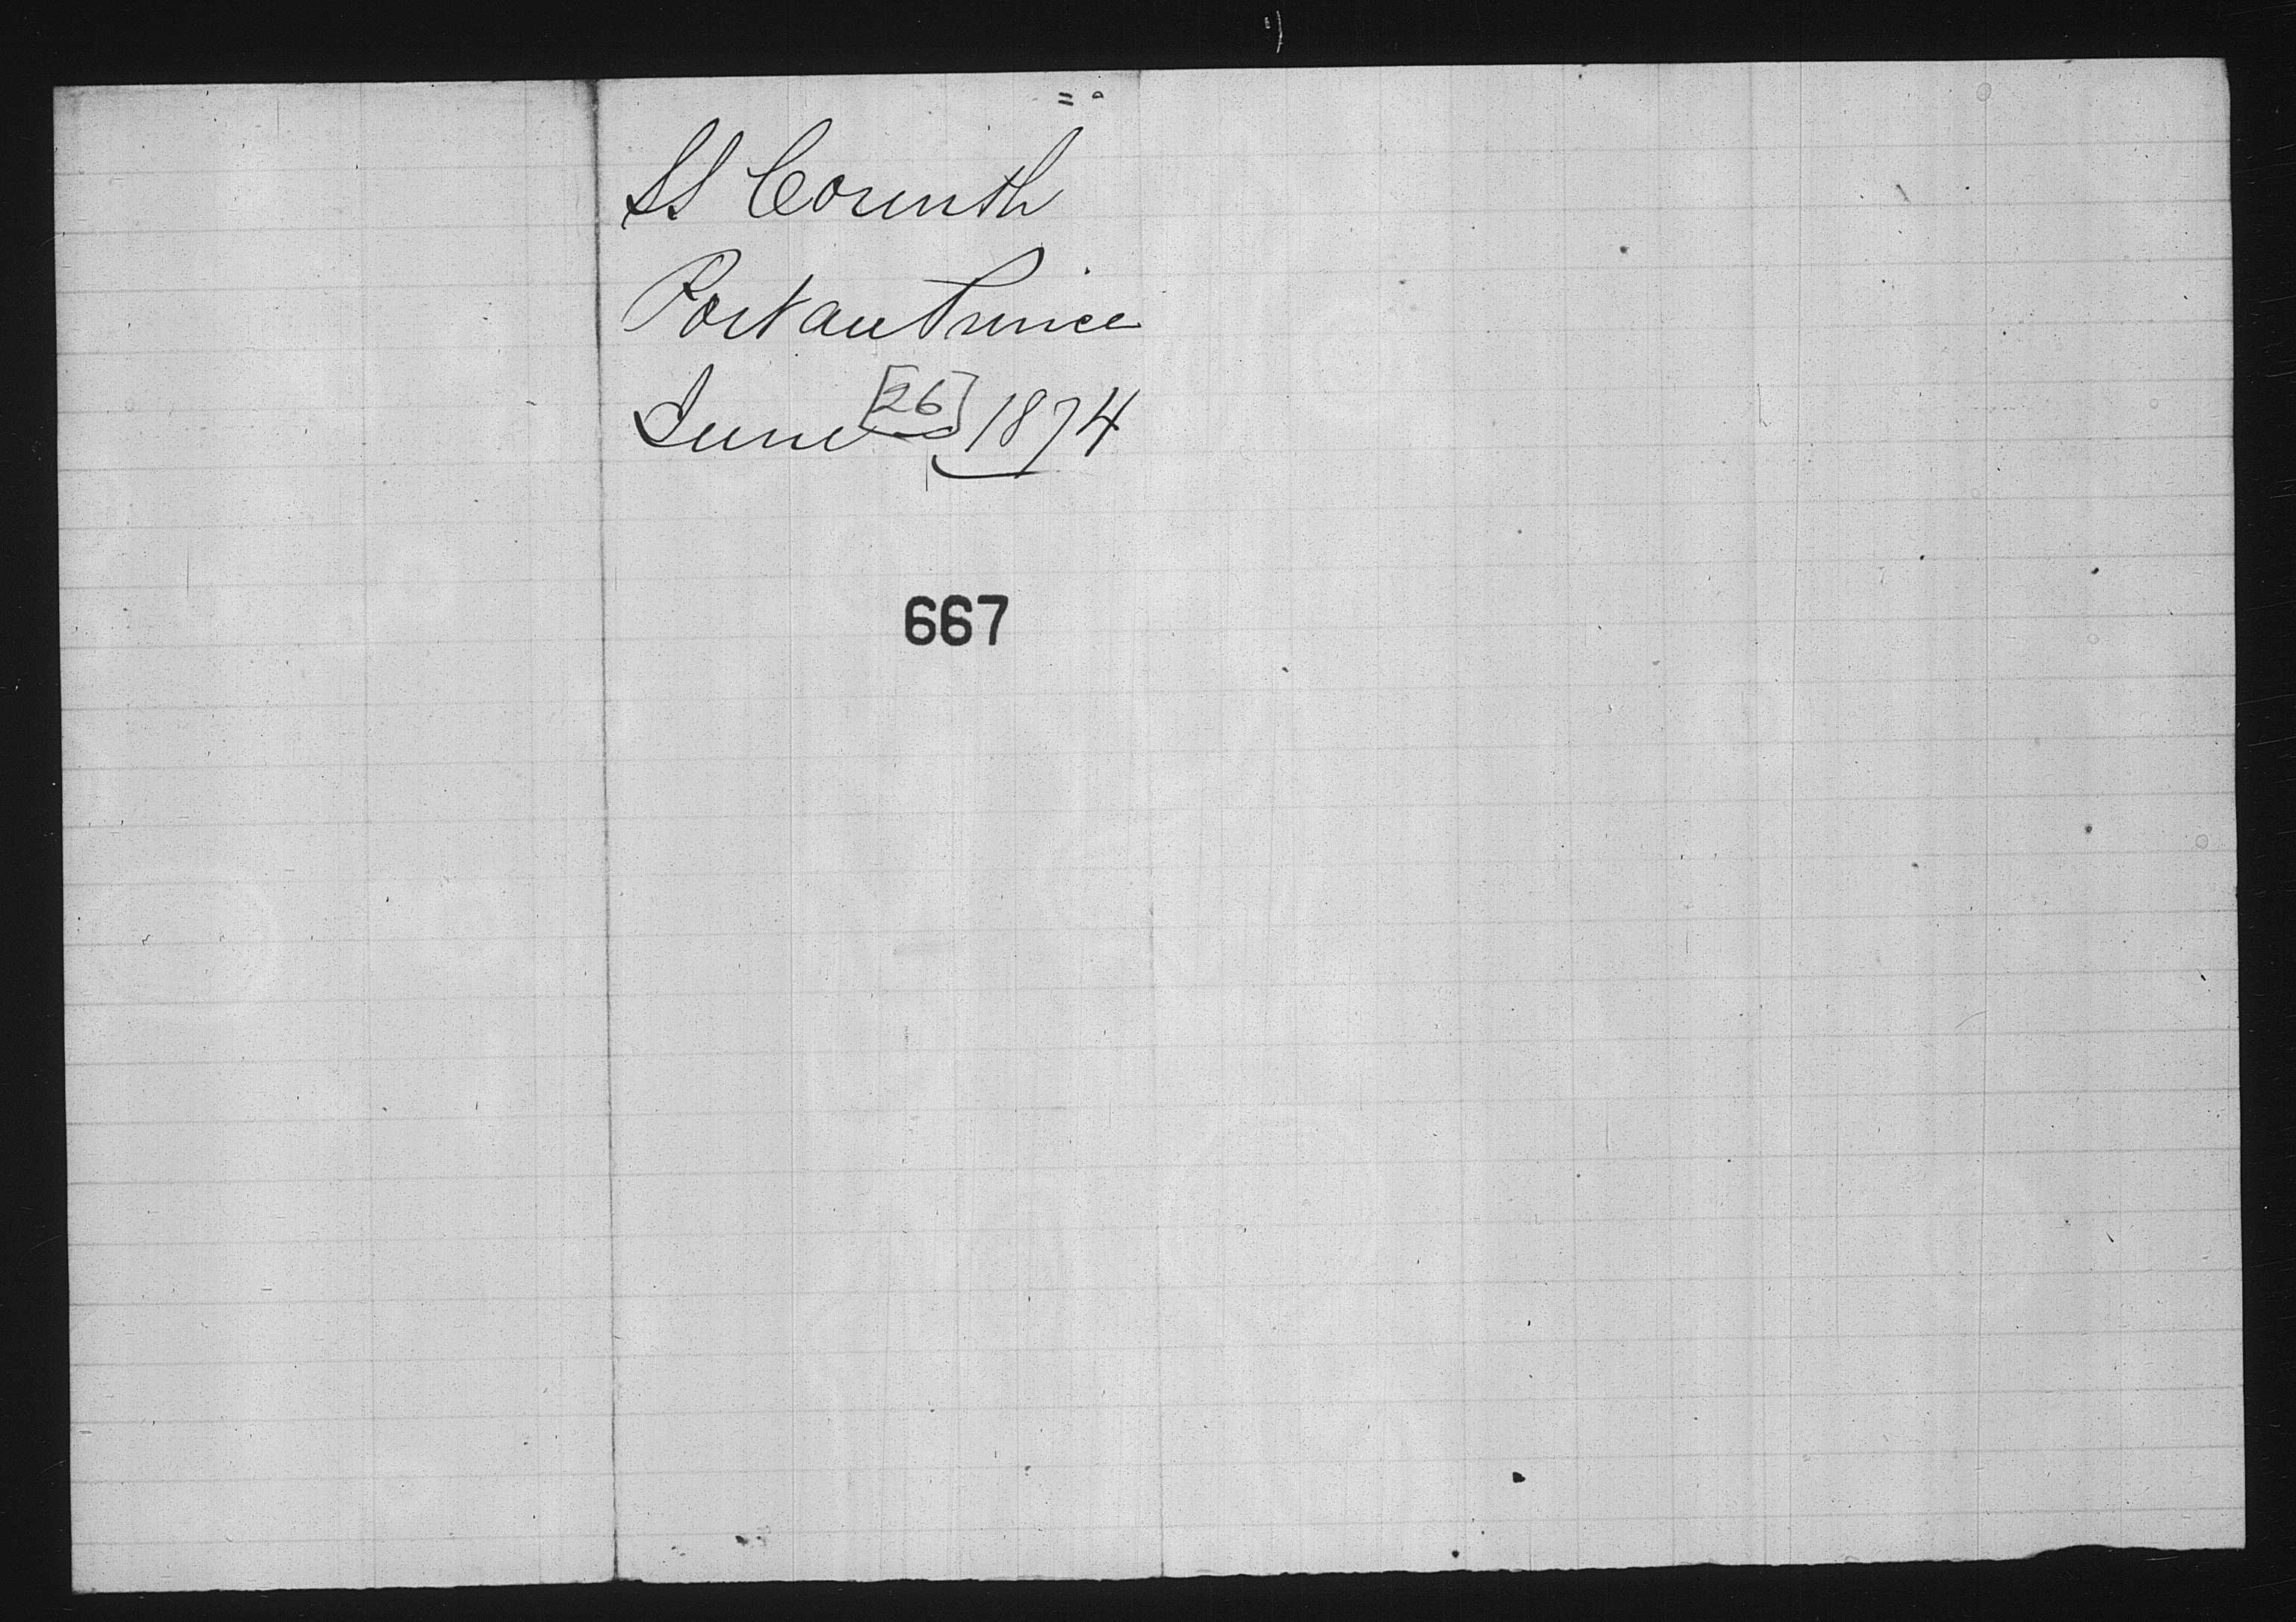 SS Corinth
Port au Prince
June [26] 1874
667